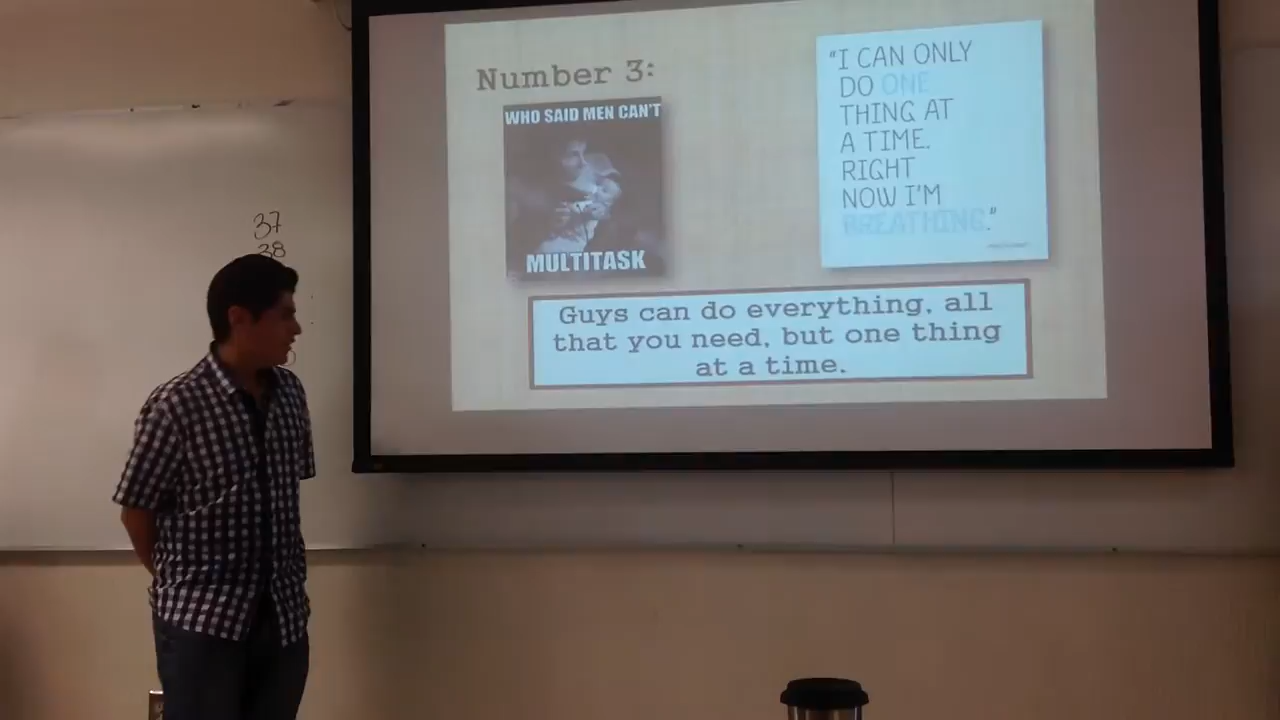 Number 3:
WHO SAID MEN CAN'T
MULTITASK
"I CAN ONLY
DO ONE
THING AT
A TIME.
RIGHT
NOW I'M
BREATHING."
Guys can do everything, all
that you need, but one thing
at a time.
37
38